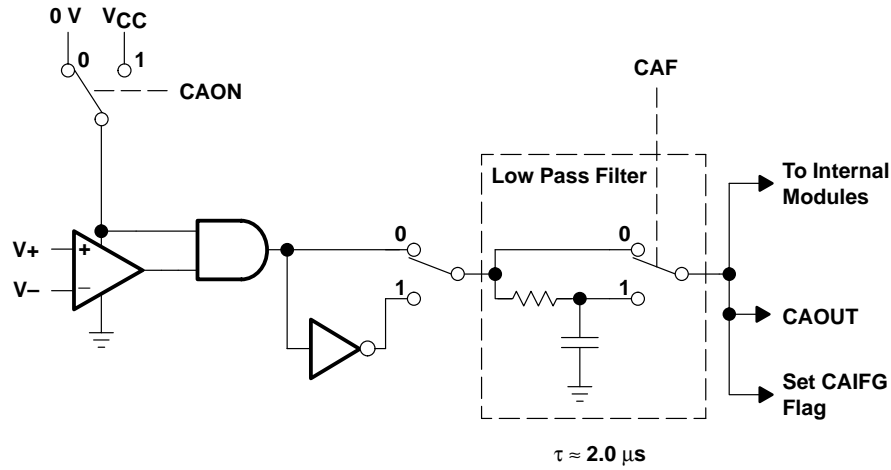 0 V
VCC
0
1
CAON
CAF
Low Pass Filter
To Internal
Modules
V+
+
V−
−
0
1
0
1
CAOUT
Set CAIFG
Flag
τ ≈ 2.0 µs